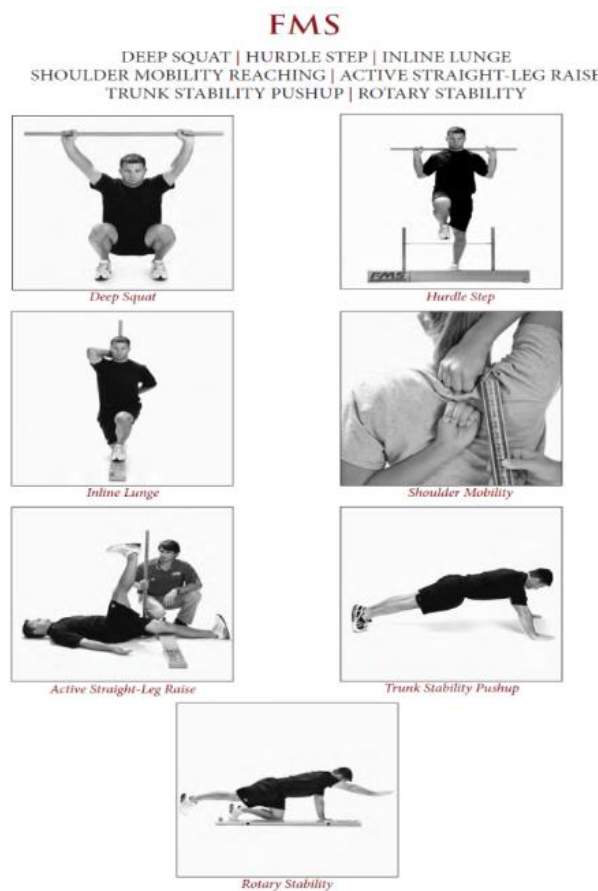 FMS
DEEP SQUAT | HURDLE STEP | INLINE LUNGE
SHOULDER MOBILITY REACHING | ACTIVE STRAIGHT-LEG RAISE
TRUNK STABILITY PUSHUP | ROTARY STABILITY
Deep Squat
FMS
Hurdle Step
Inline Lunge
Shoulder Mobility
Active Straight-Leg Raise
Trunk Stability Pushup
Rotary Stability